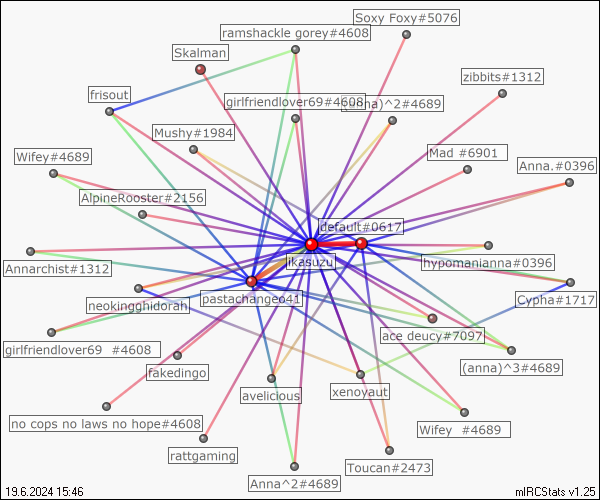 Soxy Foxy#5076
ramshackle gorey#4608
Skalman
zibbits#1312
frisout
girlfriendlover69#4608
nna)^2#4689
Mushy#1984
Mad #6901
Wifey#4689
Anna.#0396
AlpineRooster#2156
default#0617
ikasuzu
hypomanianna#0396
Annarchist#1312
pastachangeo41
neokingghidorah
Cypha#1717
ace deucy#7097
girlfriendlover69 #4608
(anna)^3#4689
fakedingo
xenoyaut
avelicious
no cops no laws no hope#4608
Wifey #4689
rattgaming
Toucan#2473
Anna^2#4689
19.6.2024 15:46
mIRCStats v1.25